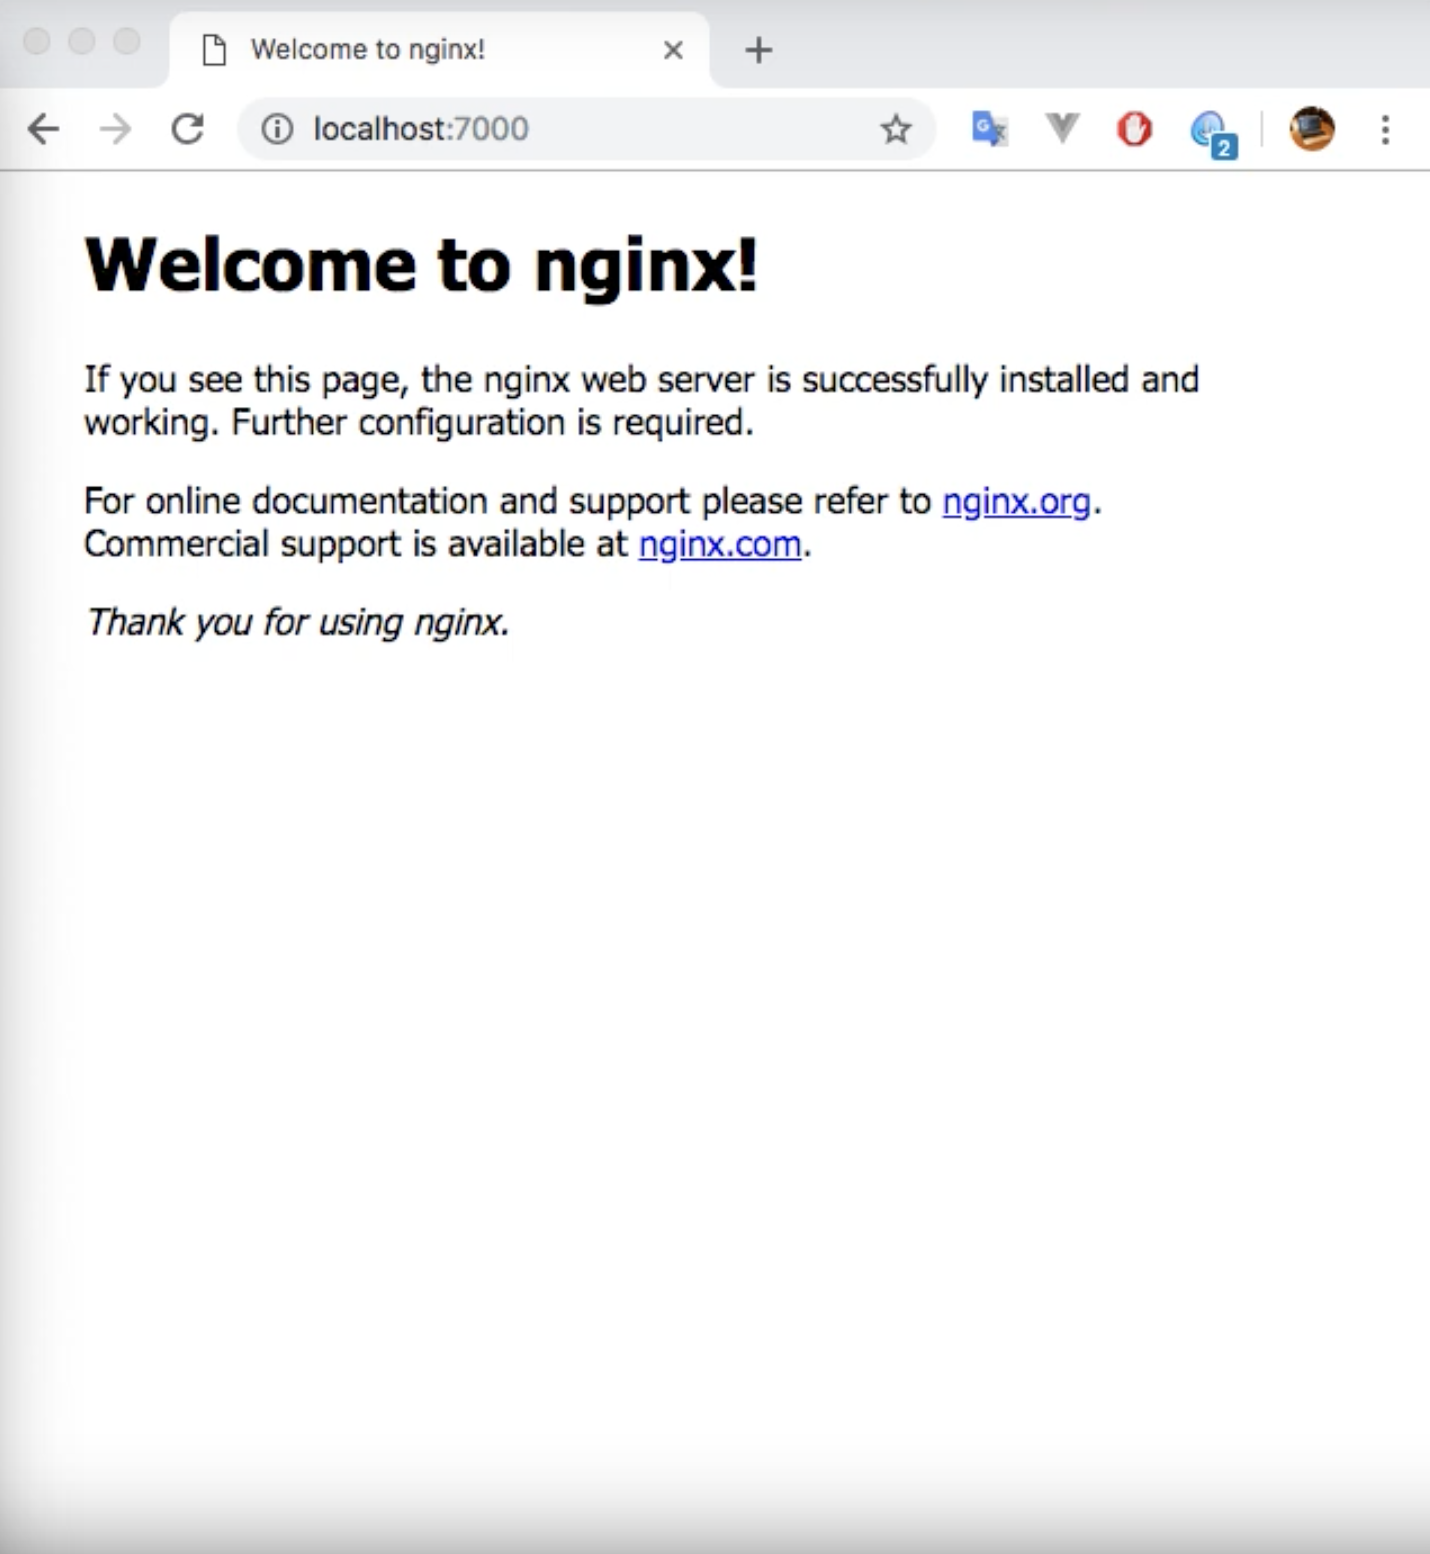 Welcome to nginx!
localhost:7000
2
Welcome to nginx!
If you see this page, the nginx web server is successfully installed and
working. Further configuration is required.
For online documentation and support please refer to nginx.org.
Commercial support is available at nginx.com.
Thank you for using nginx.